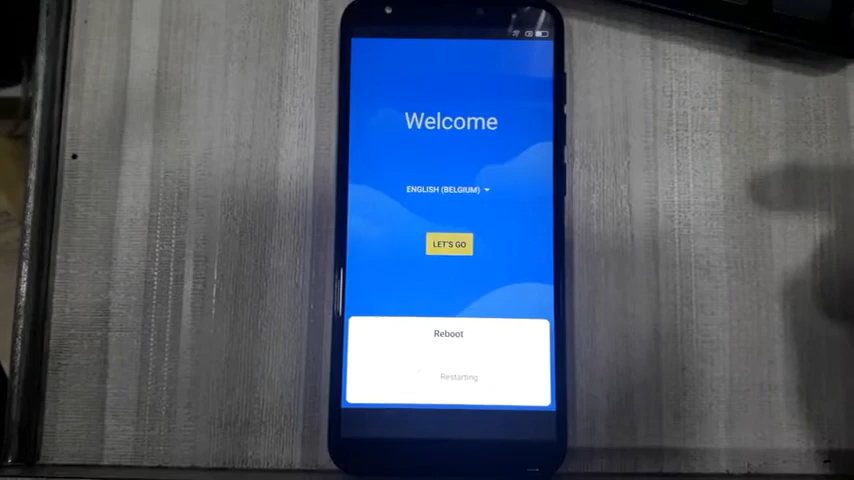 Welcome
ENGLISH (BELGIUM)
LET'S GO
Reboot
Restarting